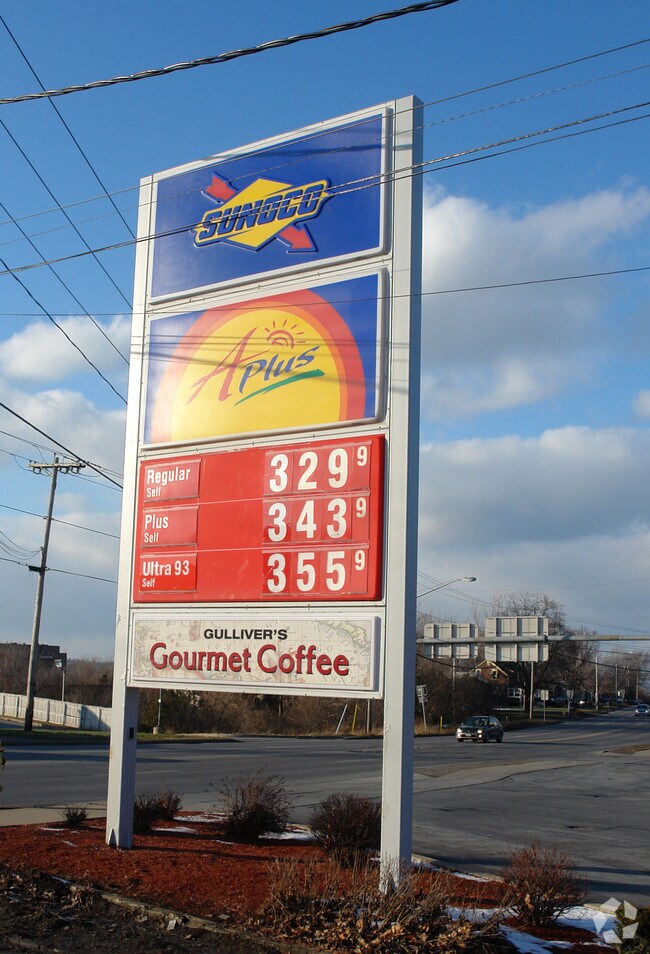 SUNOCO
APlus
Regular 329 9
Self
Plus 343 9
Self
Ultra 93 355 9
Self
GULLIVER'S
Gourmet Coffee